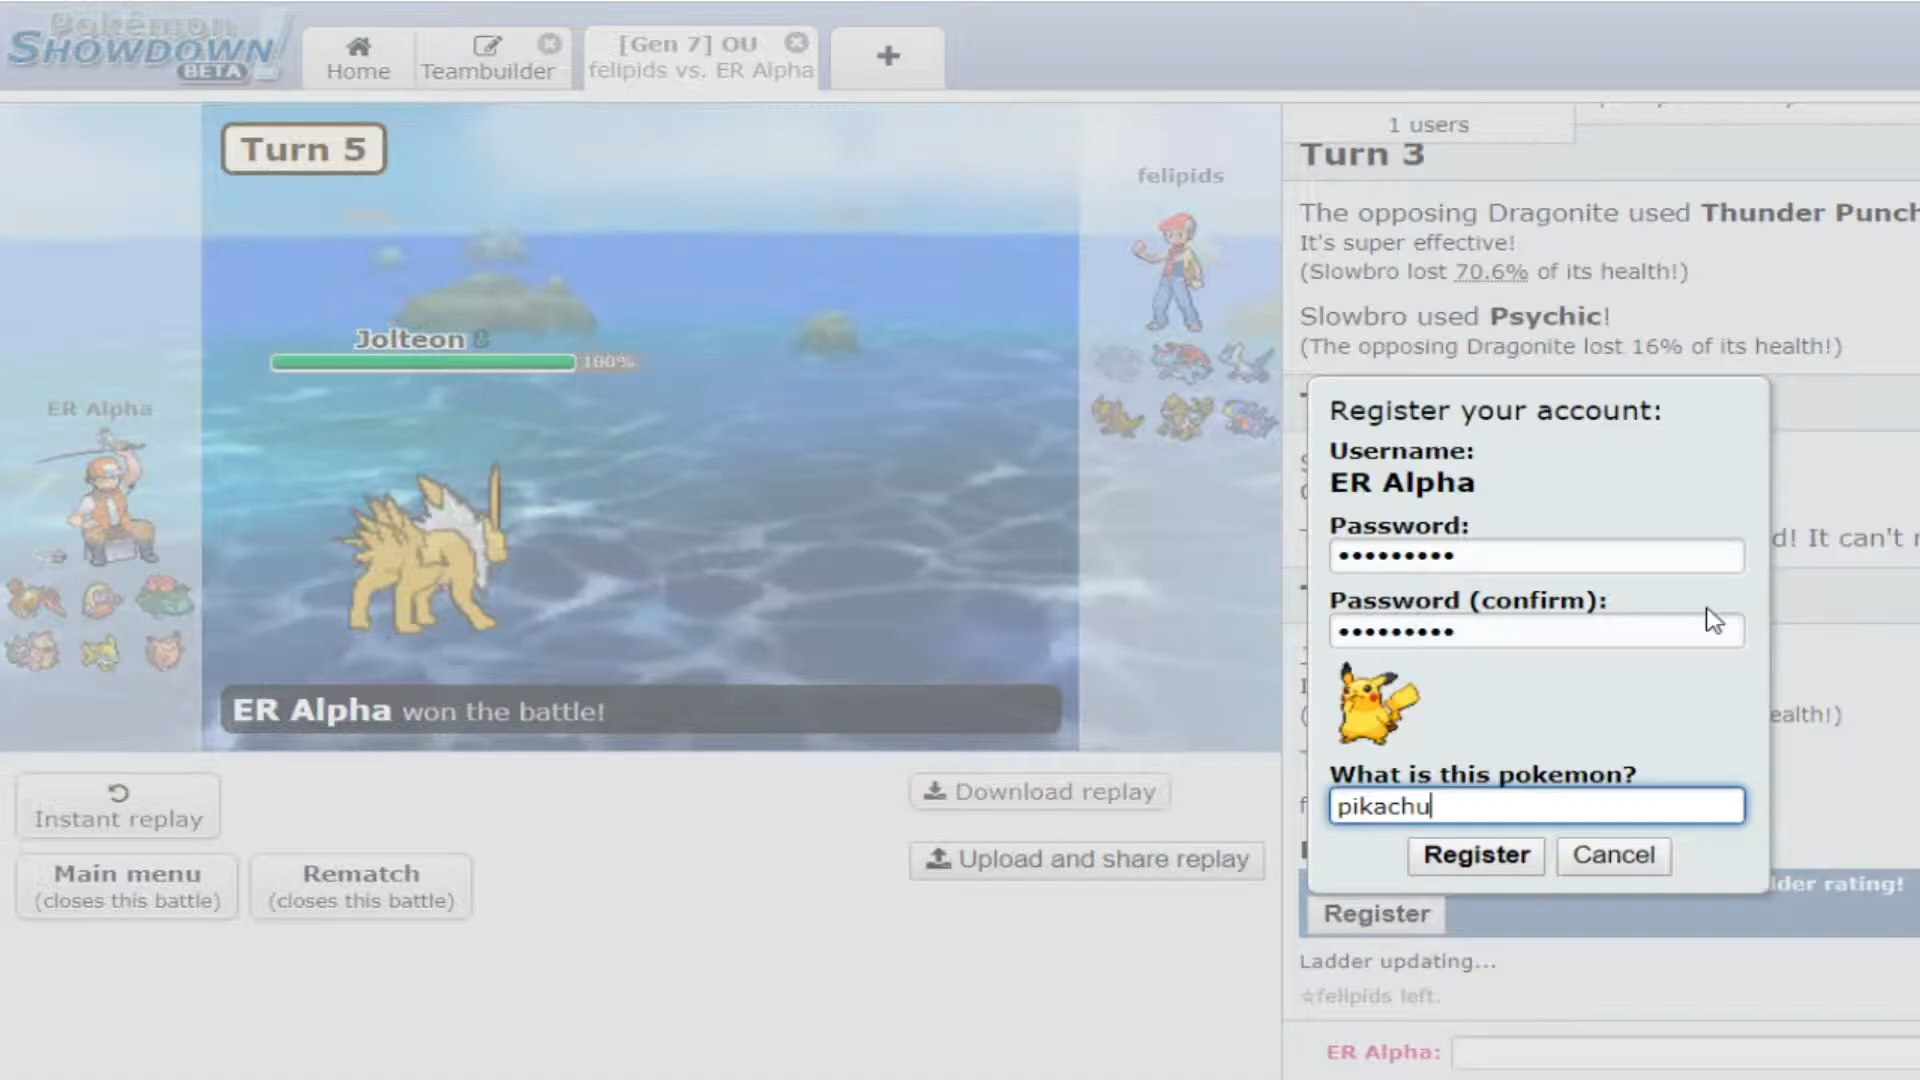 Pokémon
SHOWDOWN!
BETA
Home
Teambuilder
[Gen 7] OU
felipids vs. ER Alpha
+
Turn 5
felipids
Jolteon
100%
ER Alpha
ER Alpha won the battle!
Instant replay
Download replay
Upload and share replay
Main menu
(closes this battle)
Rematch
(closes this battle)
1 users
Turn 3
The opposing Dragonite used Thunder Punch
It's super effective!
(Slowbro lost 70.6% of its health!)
Slowbro used Psychic!
(The opposing Dragonite lost 16% of its health!)
Register your account:
Username:
ER Alpha
Password:
•••••••••
Password (confirm):
•••••••••
What is this pokemon?
pikachu
Register
Cancel
d! It can't
ealth!)
lder rating!
Register
Ladder updating...
☆felipids left.
ER Alpha: